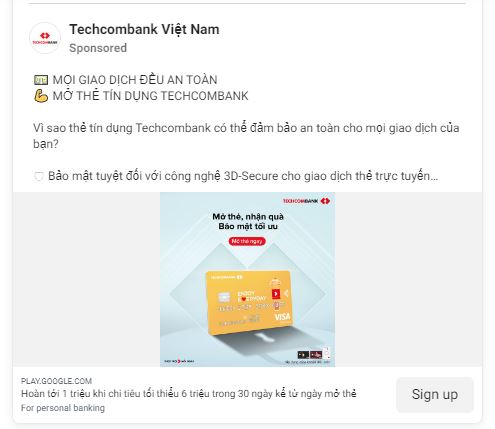 TECHCOMBANK
Techcombank Việt Nam
Sponsored
MỌI GIAO DỊCH ĐỀU AN TOÀN
MỞ THẺ TÍN DỤNG TECHCOMBANK
Vì sao thẻ tín dụng Techcombank có thể đảm bảo an toàn cho mọi giao dịch của
bạn?
Bảo mật tuyệt đối với công nghệ 3D-Secure cho giao dịch thẻ trực tuyến...
TECHCOMBANK
Mở thẻ, nhận quà
Bảo mật tối ưu
Mở thẻ ngay
TECHCOMBANK
ENJOY
VISA
PLAY.GOOGLE.COM
Hoàn tới 1 triệu khi chi tiêu tối thiểu 6 triệu trong 30 ngày kể từ ngày mở thẻ
For personal banking
Sign up